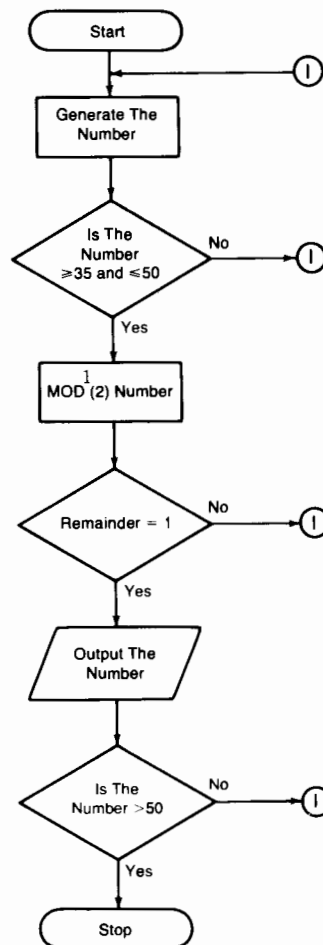 Start
I
Generate The
Number
Is The
Number
≥35 and ≤50
No
I
Yes
1
MOD (2) Number
Remainder = 1
No
I
Yes
Output The
Number
Is The
Number >50
No
I
Yes
Stop